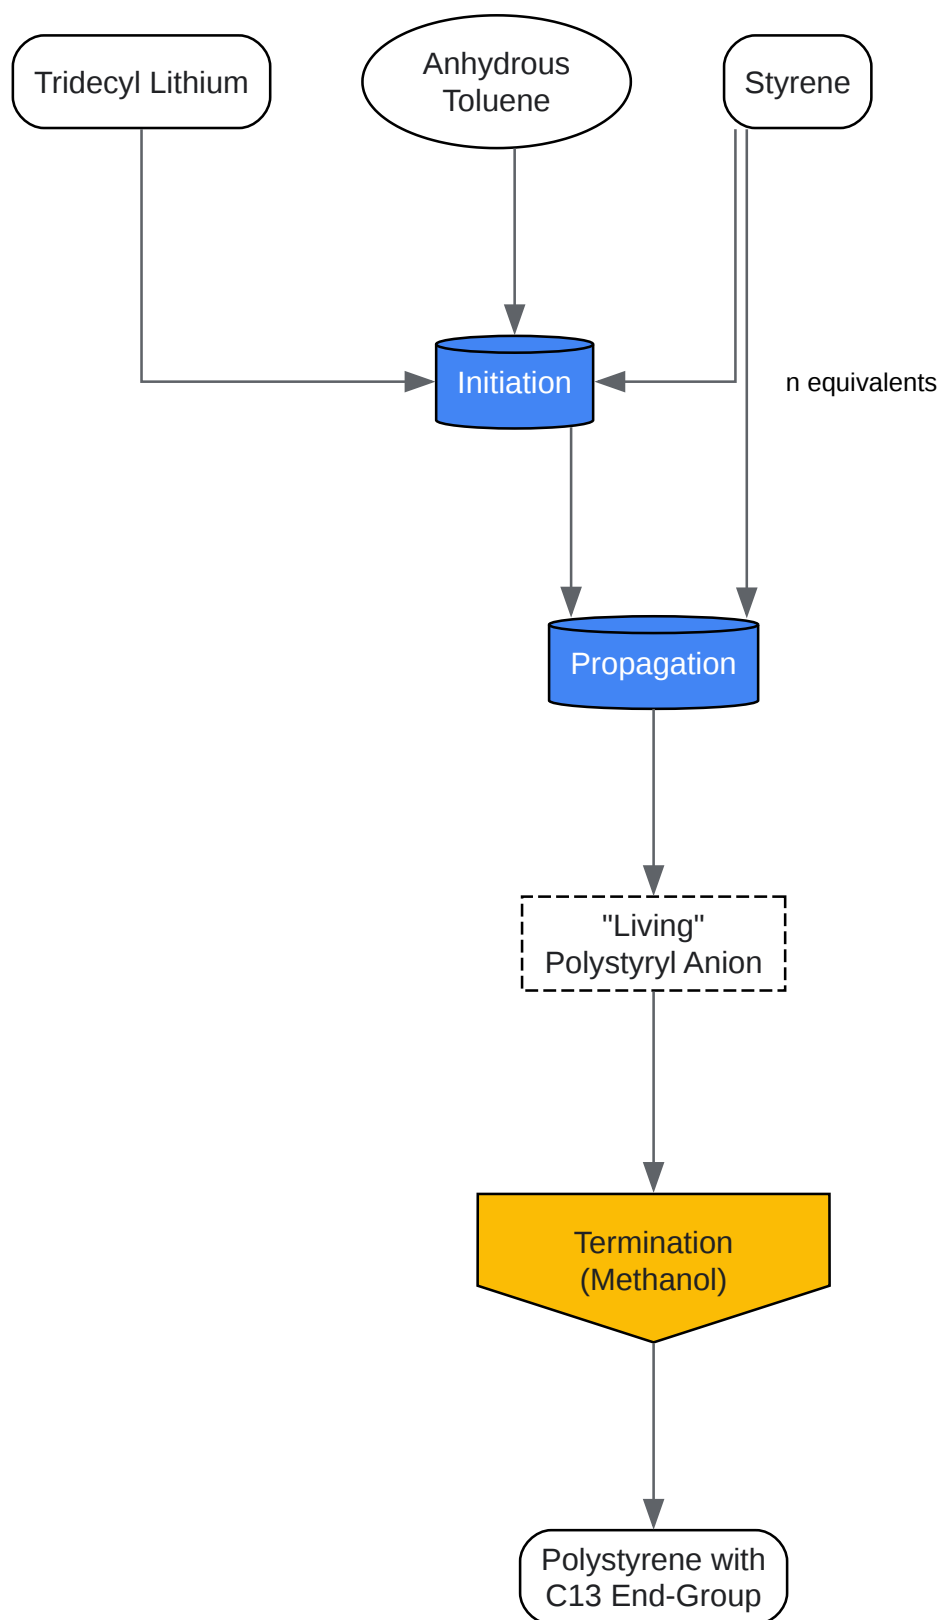 Tridecyl Lithium
Anhydrous
Toluene
Styrene
Initiation
n equivalents
Propagation
"Living"
Polystyryl Anion
Termination
(Methanol)
Polystyrene with
C13 End-Group